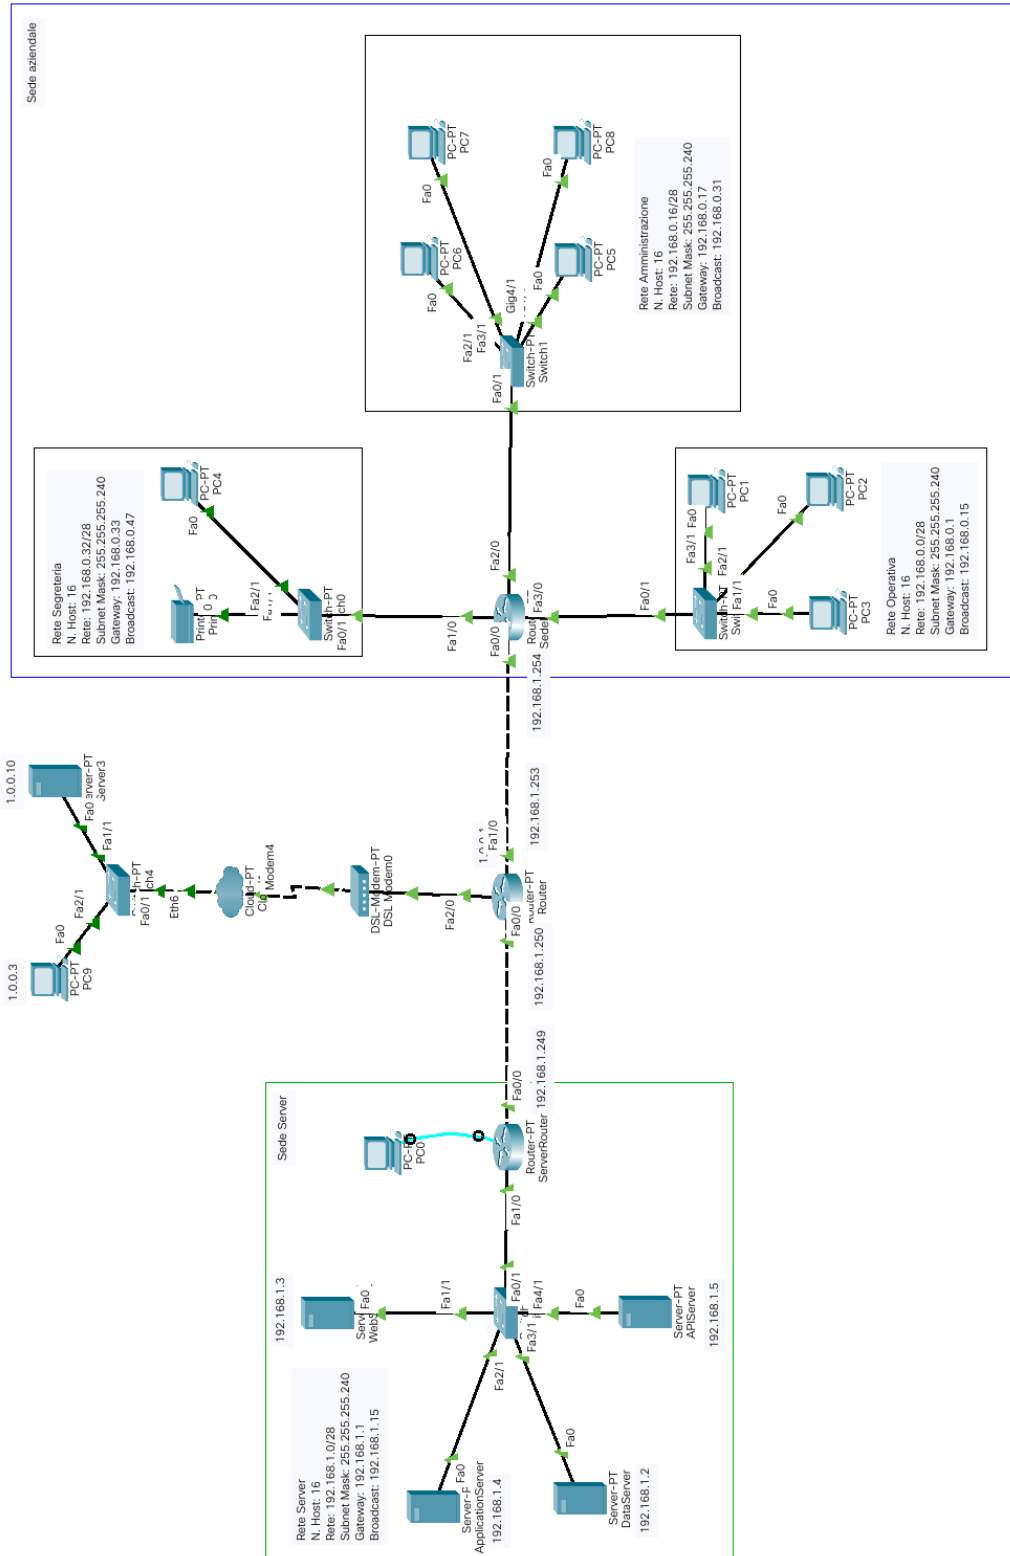 Sede aziendale
PC-PT
PC7
Fa0
PC-PT
PC8
Fa0
PC-PT
PC6
Fa0
PC-PT
PC5
Fa0
Gig4/1
Fa3/1
Fa2/1
Switch-PT
Switch1
Fa0/1
Rete Amministrazione
N. Host: 16
Rete: 192.168.0.16/28
Subnet Mask: 255.255.255.240
Gateway: 192.168.0.17
Broadcast: 192.168.0.31
Rete Segreteria
N. Host: 16
Rete: 192.168.0.32/28
Subnet Mask: 255.255.255.240
Gateway: 192.168.0.33
Broadcast: 192.168.0.47
PC-PT
PC4
Fa0
Fa2/1
Switch-PT
Fa0/1
Fa1/0
Fa2/0
Fa0/0
Fa3/0
192.168.1.254
PC-PT
PC1
Fa0
Fa3/1
PC-PT
PC2
Fa0
Fa2/1
Fa1/1
PC-PT
PC3
Fa0
Fa0/1
Rete Operativa
N. Host: 16
Rete: 192.168.0.0/28
Subnet Mask: 255.255.255.240
Gateway: 192.168.0.1
Broadcast: 192.168.0.15
1.0.0.10
Fa0
Fa1/1
1.0.0.3
PC-PT
PC9
Fa0
Fa2/1
Fa0/1
Eth6
Cloud-PT
Modem4
DSL-Modem-PT
DSL Modem0
Fa2/0
192.168.1.253
Fa1/0
Router-PT
Router
Fa0/0
192.168.1.250
192.168.1.249
Fa0/0
Sede Server
PC0
Router-PT
ServerRouter
Fa1/0
192.168.1.3
Fa0
Fa1/1
Fa0/1
Fa4/1
Fa0
Server-PT
APIServer
192.168.1.5
Fa2/1
Fa3/1
Fa0
ApplicationServer
192.168.1.4
Fa0
Server-PT
DataServer
192.168.1.2
Rete Server
N. Host: 16
Rete: 192.168.1.0/28
Subnet Mask: 255.255.255.240
Gateway: 192.168.1.1
Broadcast: 192.168.1.15